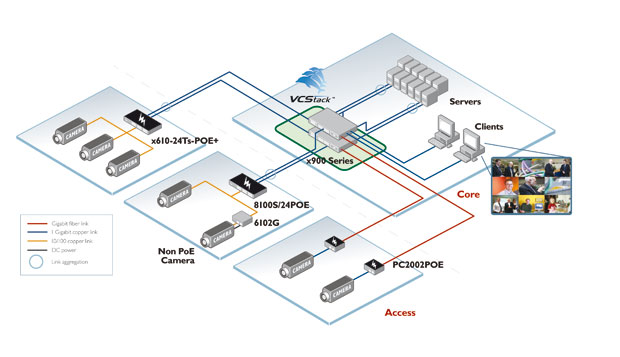 VCStack™
Servers
Clients
x900 Series
Core
x610-24Ts-POE+
CAMERA
CAMERA
CAMERA
8100S/24POE
6102G
CAMERA
CAMERA
Non PoE
Camera
PC2002POE
CAMERA
CAMERA
Access
Gigabit fiber link
1 Gigabit copper link
10/100 copper link
DC power
Link aggregation